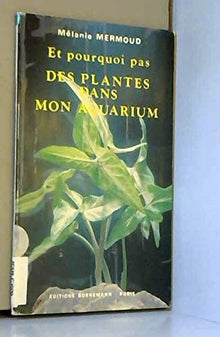 Mélanie MERMOUD
Et pourquoi pas
DES PLANTES
DANS
MON AQUARIUM
EDITIONS BORNEMANN PARIS